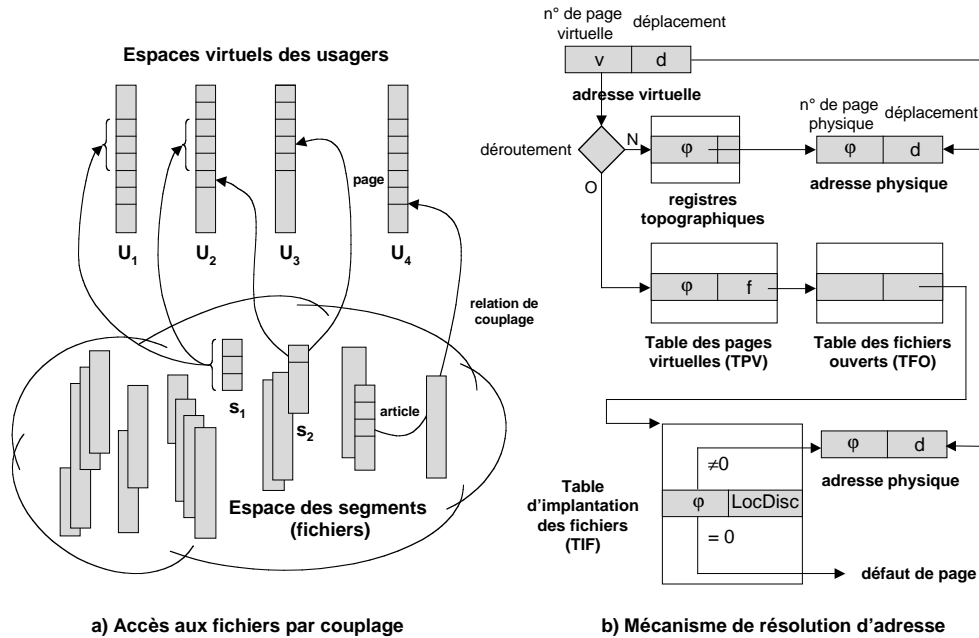 Espaces virtuels des usagers
U1
U2
U3
U4
page
relation de
couplage
s1
s2
article
Espace des segments
(fichiers)
a) Accès aux fichiers par couplage
n° de page
virtuelle
déplacement
v
d
adresse virtuelle
déroutement
N
O
φ
registres
topographiques
n° de page
physique
déplacement
φ
d
adresse physique
φ
f
Table des pages
virtuelles (TPV)
Table des fichiers
ouverts (TFO)
Table
d'implantation
des fichiers
(TIF)
≠0
φ
LocDisc
= 0
φ
d
adresse physique
défaut de page
b) Mécanisme de résolution d'adresse